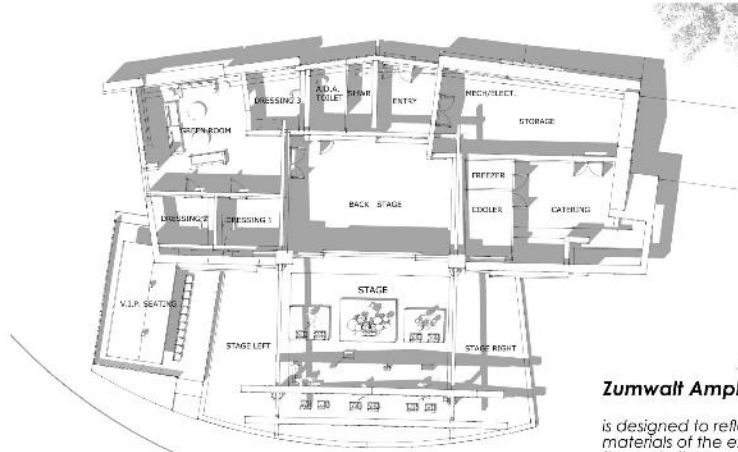 MECH/ELECT.
A.D.A.
TOILET
SHWR
DRESSING 3
ENTRY
STORAGE
GREEN ROOM
FREEZER
BACK STAGE
COOLER
CATERING
DRESSING 2
DRESSING 1
STAGE
V.I.P. SEATING
STAGE LEFT
STAGE RIGHT
Zumwalt Ampl
is designed to refle
materials of the e